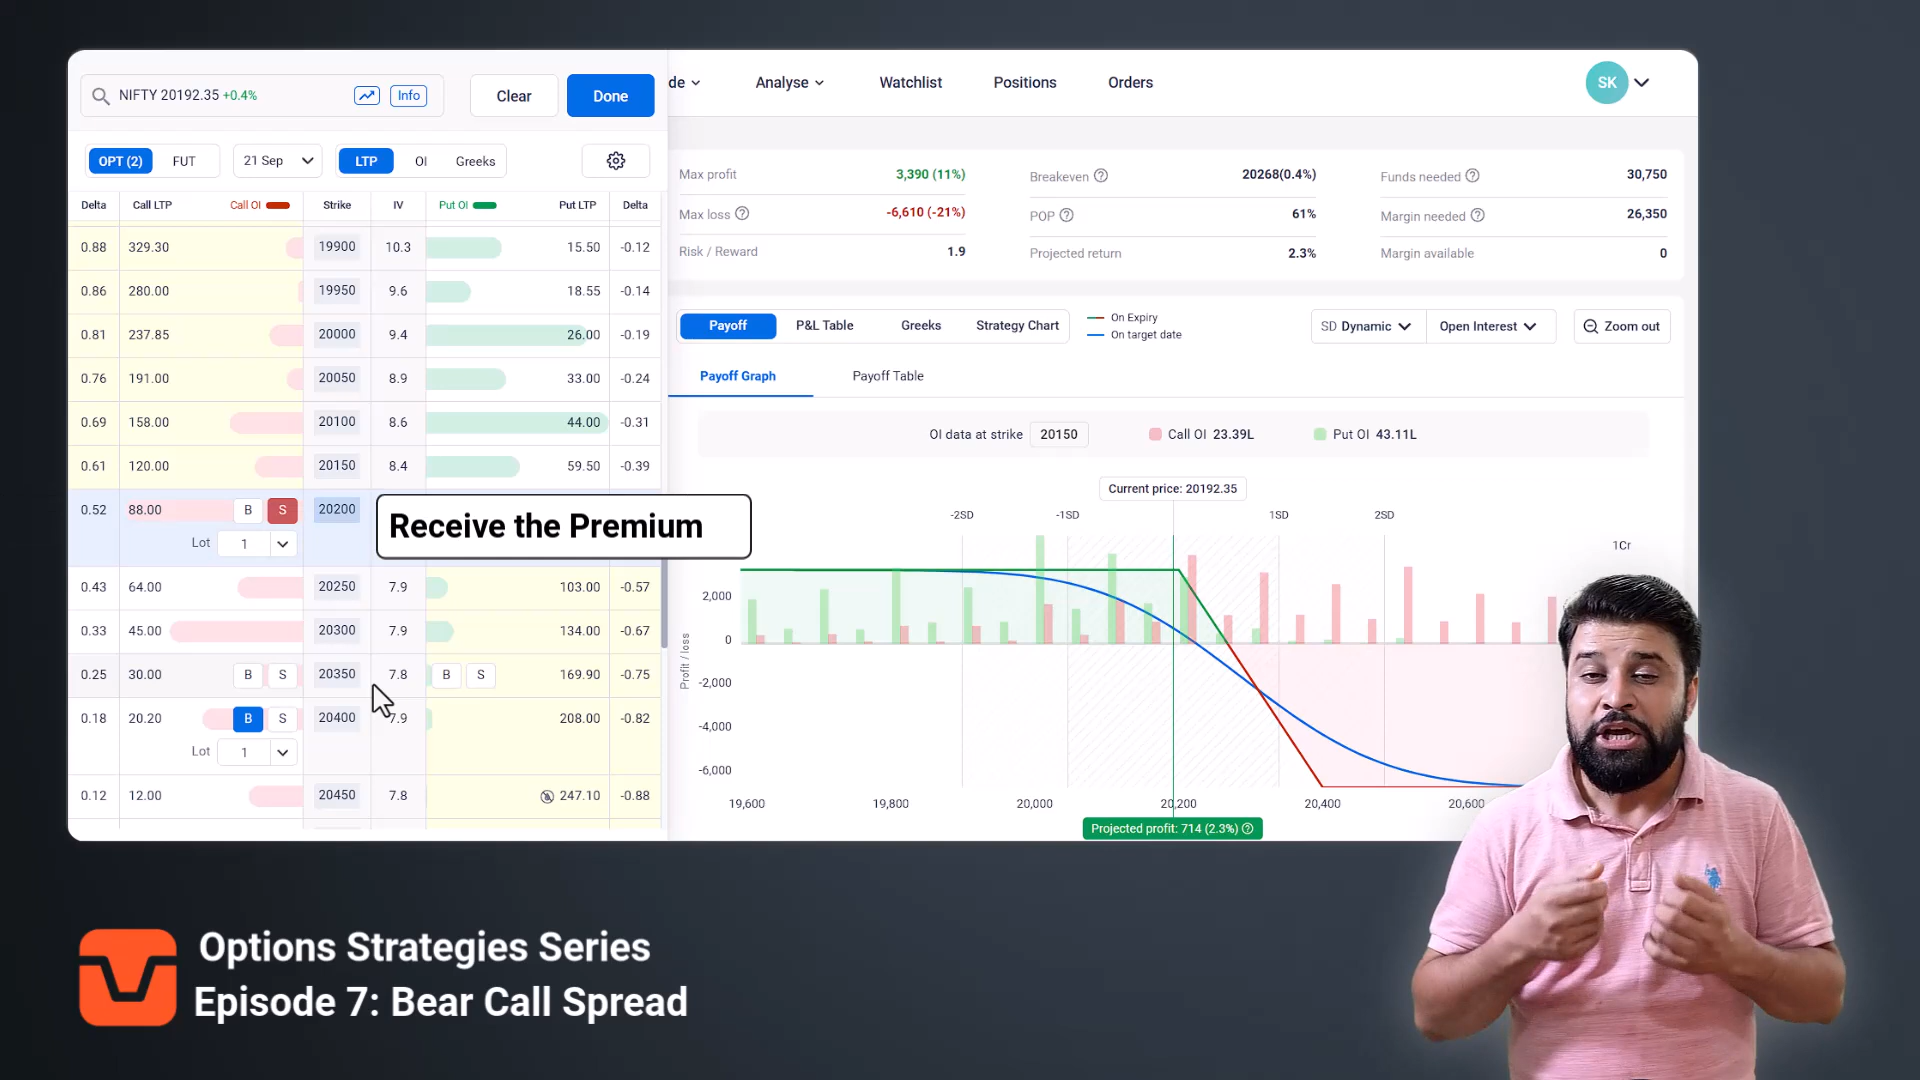 NIFTY 20192.35 +0.4%
Info
Clear
Done
de
Analyse
Watchlist
Positions
Orders
SK
OPT (2)
FUT
21 Sep
LTP
OI
Greeks
Delta Call LTP Call OI Strike IV Put OI Put LTP Delta
0.88 329.30 19900 10.3 15.50 -0.12
0.86 280.00 19950 9.6 18.55 -0.14
0.81 237.85 20000 9.4 26.00 -0.19
0.76 191.00 20050 8.9 33.00 -0.24
0.69 158.00 20100 8.6 44.00 -0.31
0.61 120.00 20150 8.4 59.50 -0.39
0.52 88.00 B S 20200
Lot 1
Receive the Premium
0.43 64.00 20250 7.9 103.00 -0.57
0.33 45.00 20300 7.9 134.00 -0.67
0.25 30.00 B S 20350 7.8 B S 169.90 -0.75
0.18 20.20 B S 20400 7.9 208.00 -0.82
Lot 1
0.12 12.00 20450 7.8 247.10 -0.88
Max profit 3,390 (11%)
Max loss -6,610 (-21%)
Risk / Reward 1.9
Breakeven 20268(0.4%)
POP 61%
Projected return 2.3%
Funds needed 30,750
Margin needed 26,350
Margin available 0
Payoff
P&L Table
Greeks
Strategy Chart
On Expiry
On target date
SD Dynamic
Open Interest
Zoom out
Payoff Graph
Payoff Table
OI data at strike 20150 Call OI 23.39L Put OI 43.11L
Current price: 20192.35
-2SD -1SD 1SD 2SD
1Cr
Profit / loss
2,000
0
-2,000
-4,000
-6,000
19,600 19,800 20,000 20,200 20,400 20,600
Projected profit: 714 (2.3%)
Options Strategies Series
Episode 7: Bear Call Spread